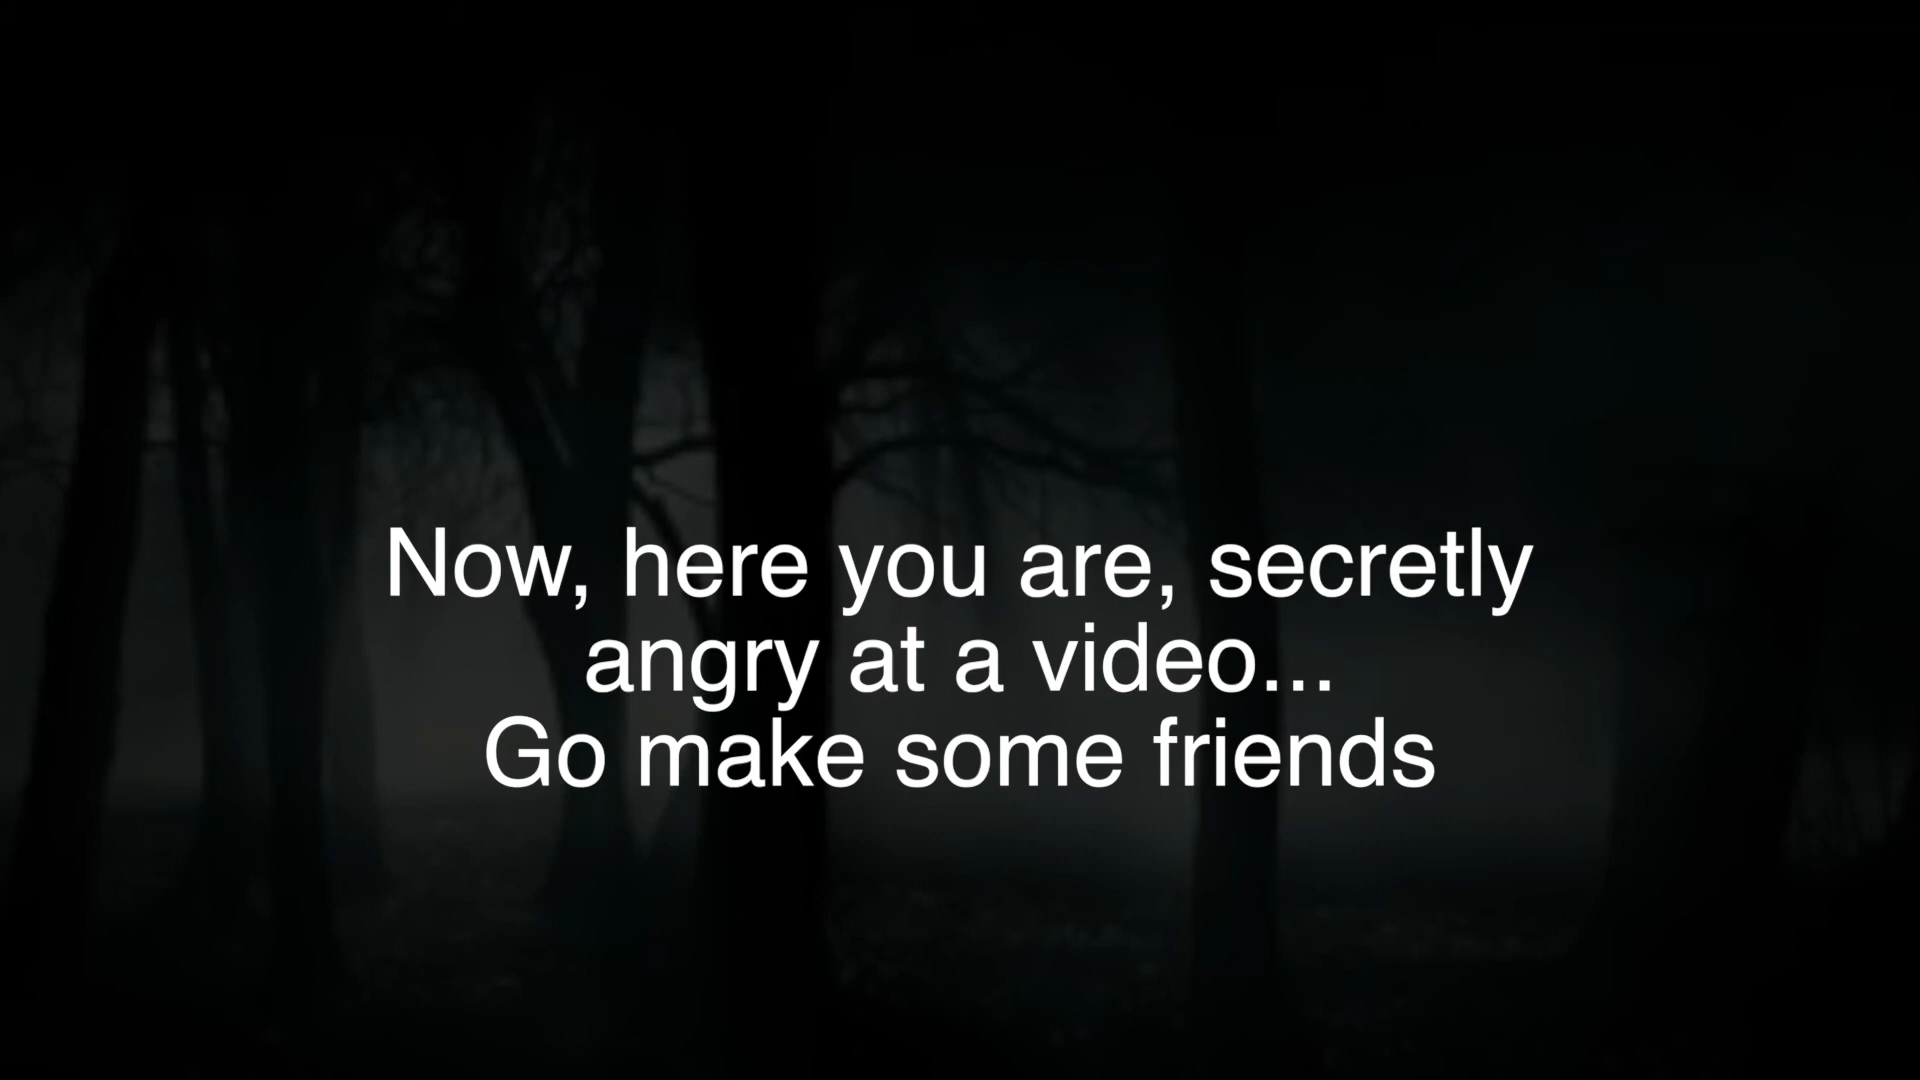 Now, here you are, secretly
angry at a video...
Go make some friends